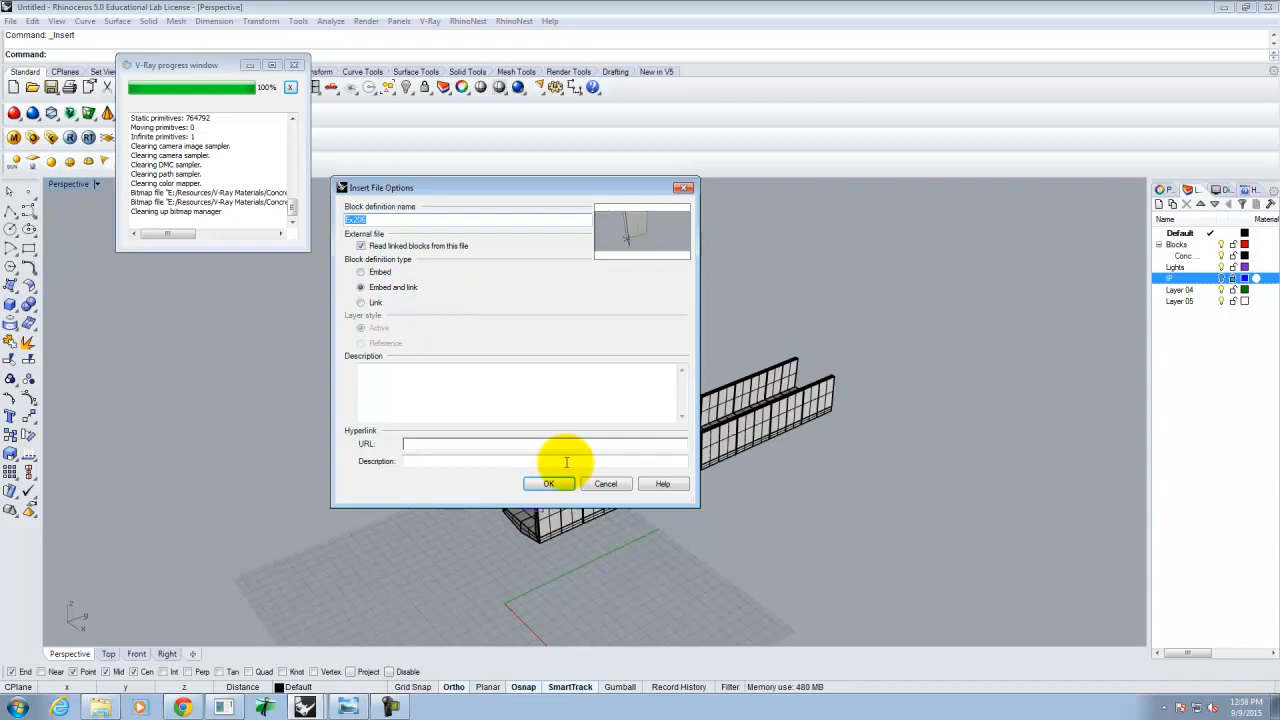 Untitled - Rhinoceros 5.0 Educational Lab License - [Perspective]
File Edit View Curve Surface Solid Mesh Dimension Transform Tools Analyze Render Panels V-Ray RhinoNest RhinoNest Help
Command: _Insert
Command:
V-Ray progress window
Standard CPlanes Set Vi Curve Tools Surface Tools Solid Tools Mesh Tools Render Tools Drafting New in V5
100% X
Static primitives: 764792
Moving primitives: 0
Infinite primitives: 1
Clearing camera image sampler.
Clearing camera sampler.
Clearing DMC sampler.
Clearing path sampler.
Clearing color mapper.
Bitmap file "E:/Resources/V-Ray Materials/Concre
Bitmap file "E:/Resources/V-Ray Materials/Concre
Cleaning up bitmap manager
Perspective
Insert File Options
Block definition name
External file
Read linked blocks from this file
Block definition type
Embed
Embed and link
Link
Layer style
Active
Reference
Description
Hyperlink
URL:
Description:
OK Cancel Help
P... L... Di... H...
Name Material
Default
Blocks
Conc ...
Lights
Layer 04
Layer 05
z
y
x
Perspective Top Front Right
End Near Point Mid Cen Int Perp Tan Quad Knot Vertex Project Disable
CPlane x y z Distance Default Grid Snap Ortho Planar Osnap SmartTrack Gumball Record History Filter Memory use: 480 MB
12:58 PM
9/9/2015